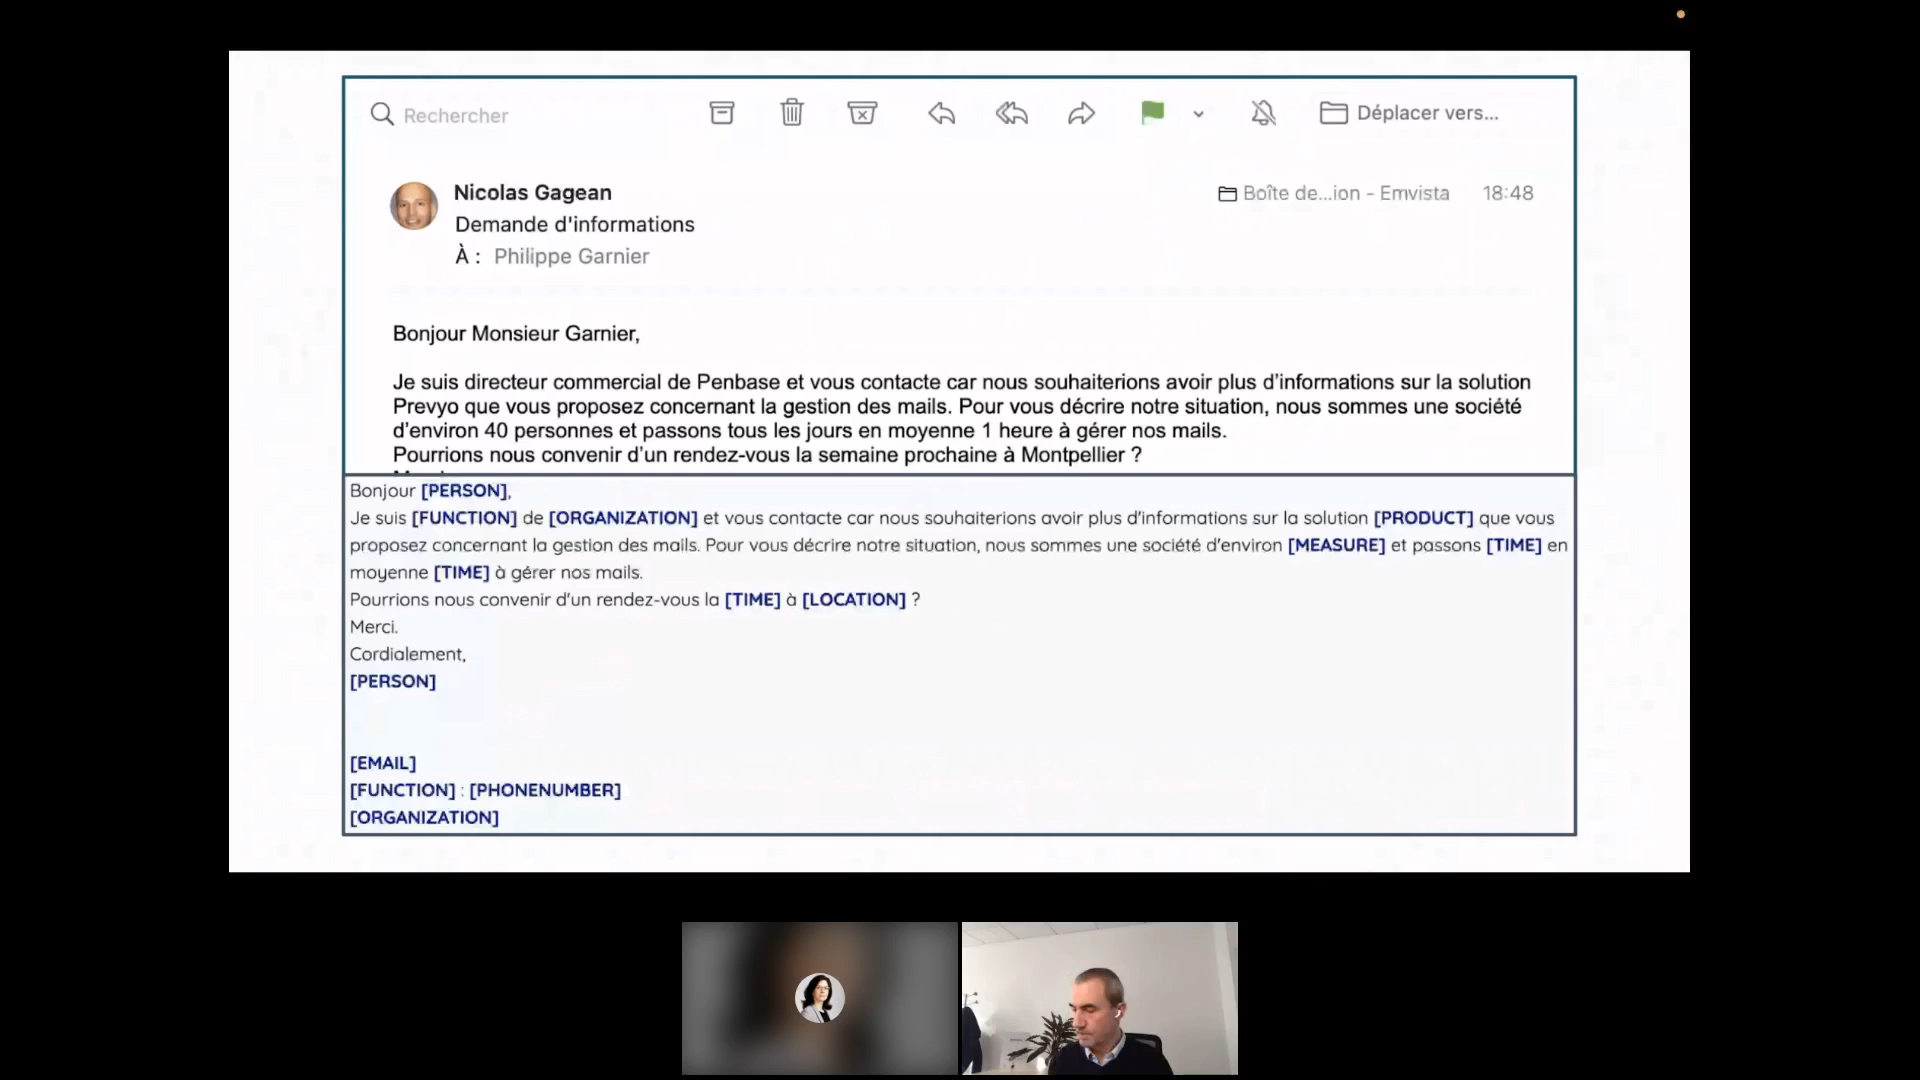 Rechercher
Déplacer vers...
Nicolas Gagean
Boîte de...ion - Emvista 18:48
Demande d'informations
À : Philippe Garnier
Bonjour Monsieur Garnier,
Je suis directeur commercial de Penbase et vous contacte car nous souhaiterions avoir plus d'informations sur la solution
Prevyo que vous proposez concernant la gestion des mails. Pour vous décrire notre situation, nous sommes une société
d'environ 40 personnes et passons tous les jours en moyenne 1 heure à gérer nos mails.
Pourrions nous convenir d'un rendez-vous la semaine prochaine à Montpellier ?
Bonjour [PERSON],
Je suis [FUNCTION] de [ORGANIZATION] et vous contacte car nous souhaiterions avoir plus d'informations sur la solution [PRODUCT] que vous
proposez concernant la gestion des mails. Pour vous décrire notre situation, nous sommes une société d'environ [MEASURE] et passons [TIME] en
moyenne [TIME] à gérer nos mails.
Pourrions nous convenir d'un rendez-vous la [TIME] à [LOCATION] ?
Merci.
Cordialement,
[PERSON]
[EMAIL]
[FUNCTION] : [PHONENUMBER]
[ORGANIZATION]